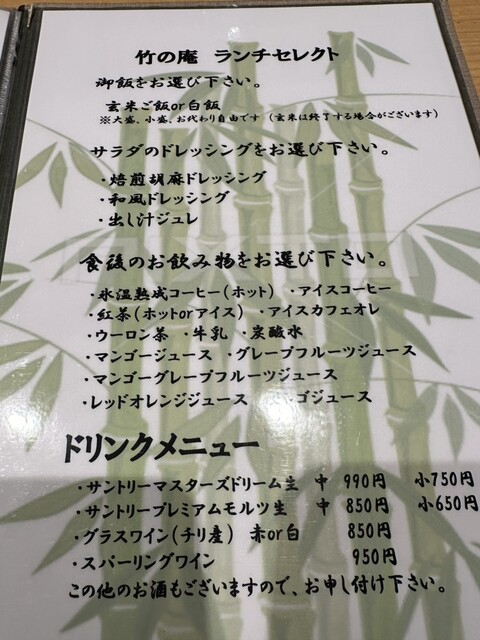 竹の庵 ランチセレクト
御飯をお選び下さい。
玄米ご飯or白飯
※大盛、小盛、お代わり自由です(玄米は終了する場合がございます)
サラダのドレッシングをお選び下さい。
・焙煎胡麻ドレッシング
・和風ドレッシング
・出し汁ジュレ
食後のお飲み物をお選び下さい。
・氷温熟成コーヒー(ホット) ・アイスコーヒー
・紅茶(ホットorアイス) ・アイスカフェオレ
・ウーロン茶 ・牛乳 ・炭酸水
・マンゴージュース ・グレープフルーツジュース
・マンゴーグレープフルーツジュース
・レッドオレンジジュース ゴジュース
ドリンクメニュー
・サントリーマスターズドリーム生 中 990円 小750円
・サントリープレミアムモルツ生 中 850円 小650円
・グラスワイン(チリ産) 赤or白 850円
・スパーリングワイン 950円
この他のお酒もございますので、お申し付け下さい。